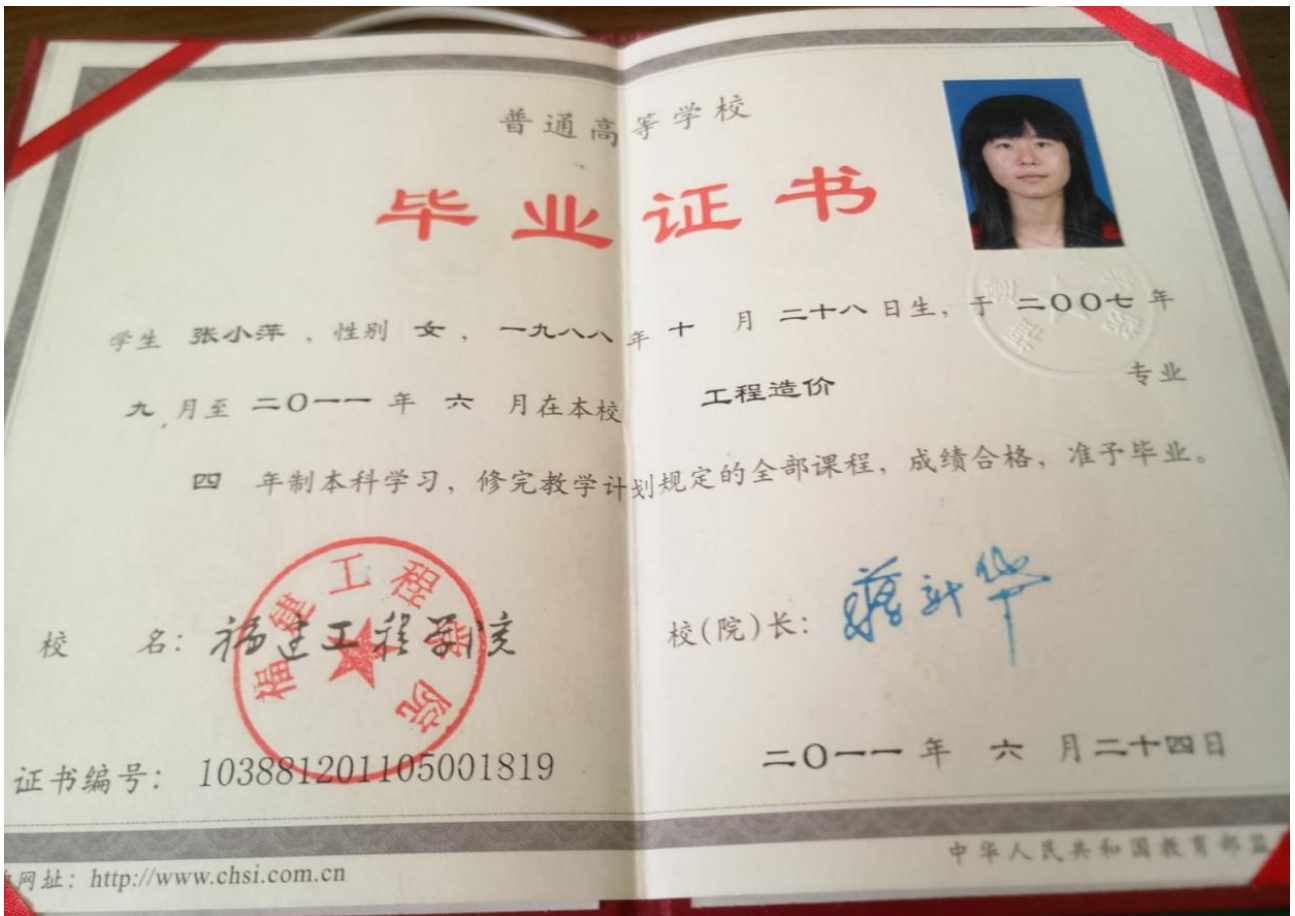 普通高等学校
毕业证书
学生 张小萍 ，性别 女 ，一九八八 年 十 月 二十八 日生，于 二〇〇七 年
九 月至 二〇一一 年 六 月在本校 工程造价 专业
四 年制本科学习，修完教学计划规定的全部课程，成绩合格，准予毕业。
福建工程学院
校 名：福建工程学院
校(院)长：
证书编号：103881201105001819
二〇一一 年 六 月二十四日
网址：http://www.chsi.com.cn
中华人民共和国教育部监